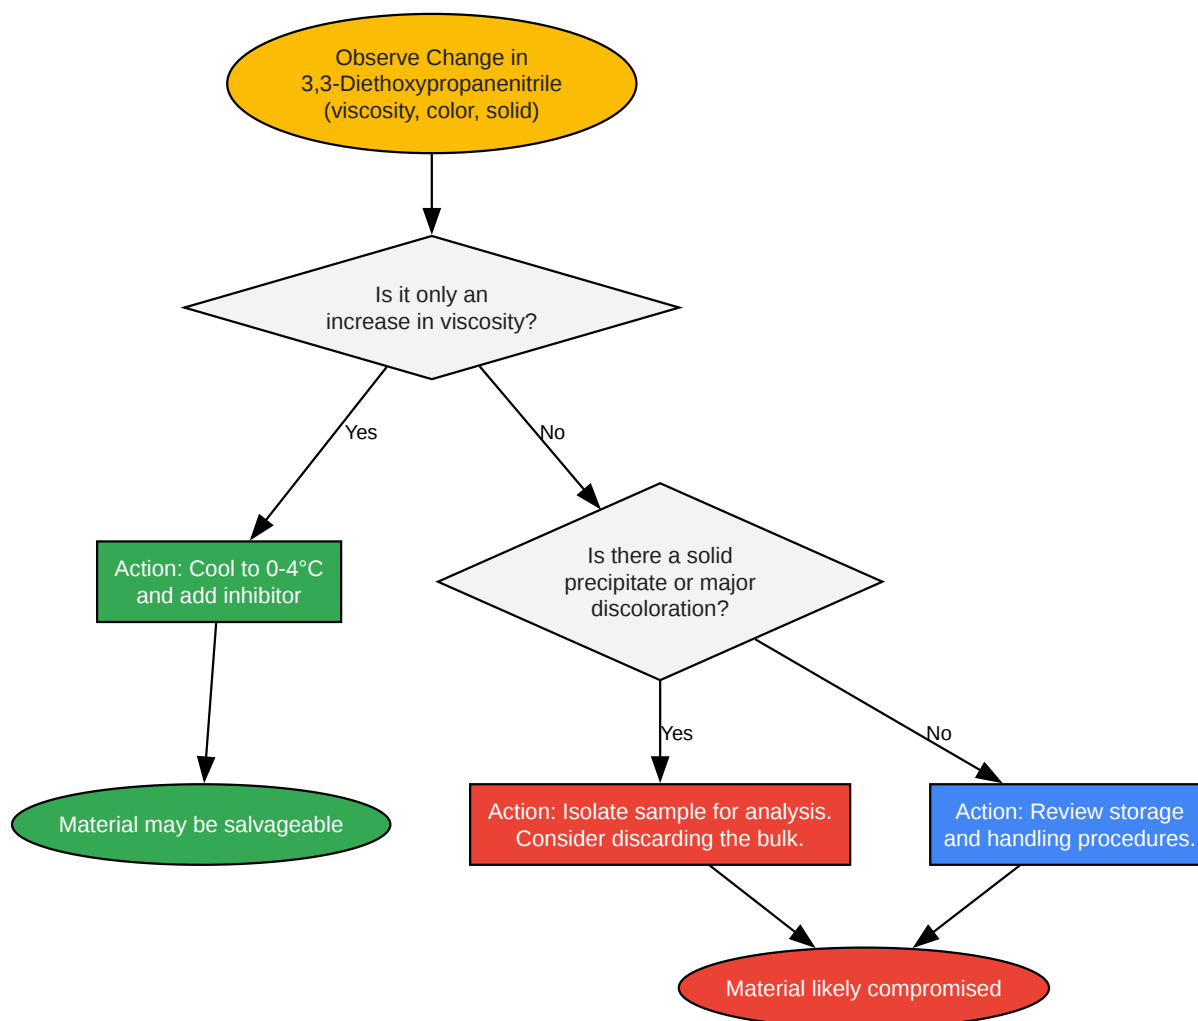 Observe Change in
3,3-Diethoxypropanenitrile
(viscosity, color, solid)
Is it only an
increase in viscosity?
Yes
No
Action: Cool to 0-4°C
and add inhibitor
Is there a solid
precipitate or major
discoloration?
Yes
No
Material may be salvageable
Action: Isolate sample for analysis.
Consider discarding the bulk.
Action: Review storage
and handling procedures.
Material likely compromised